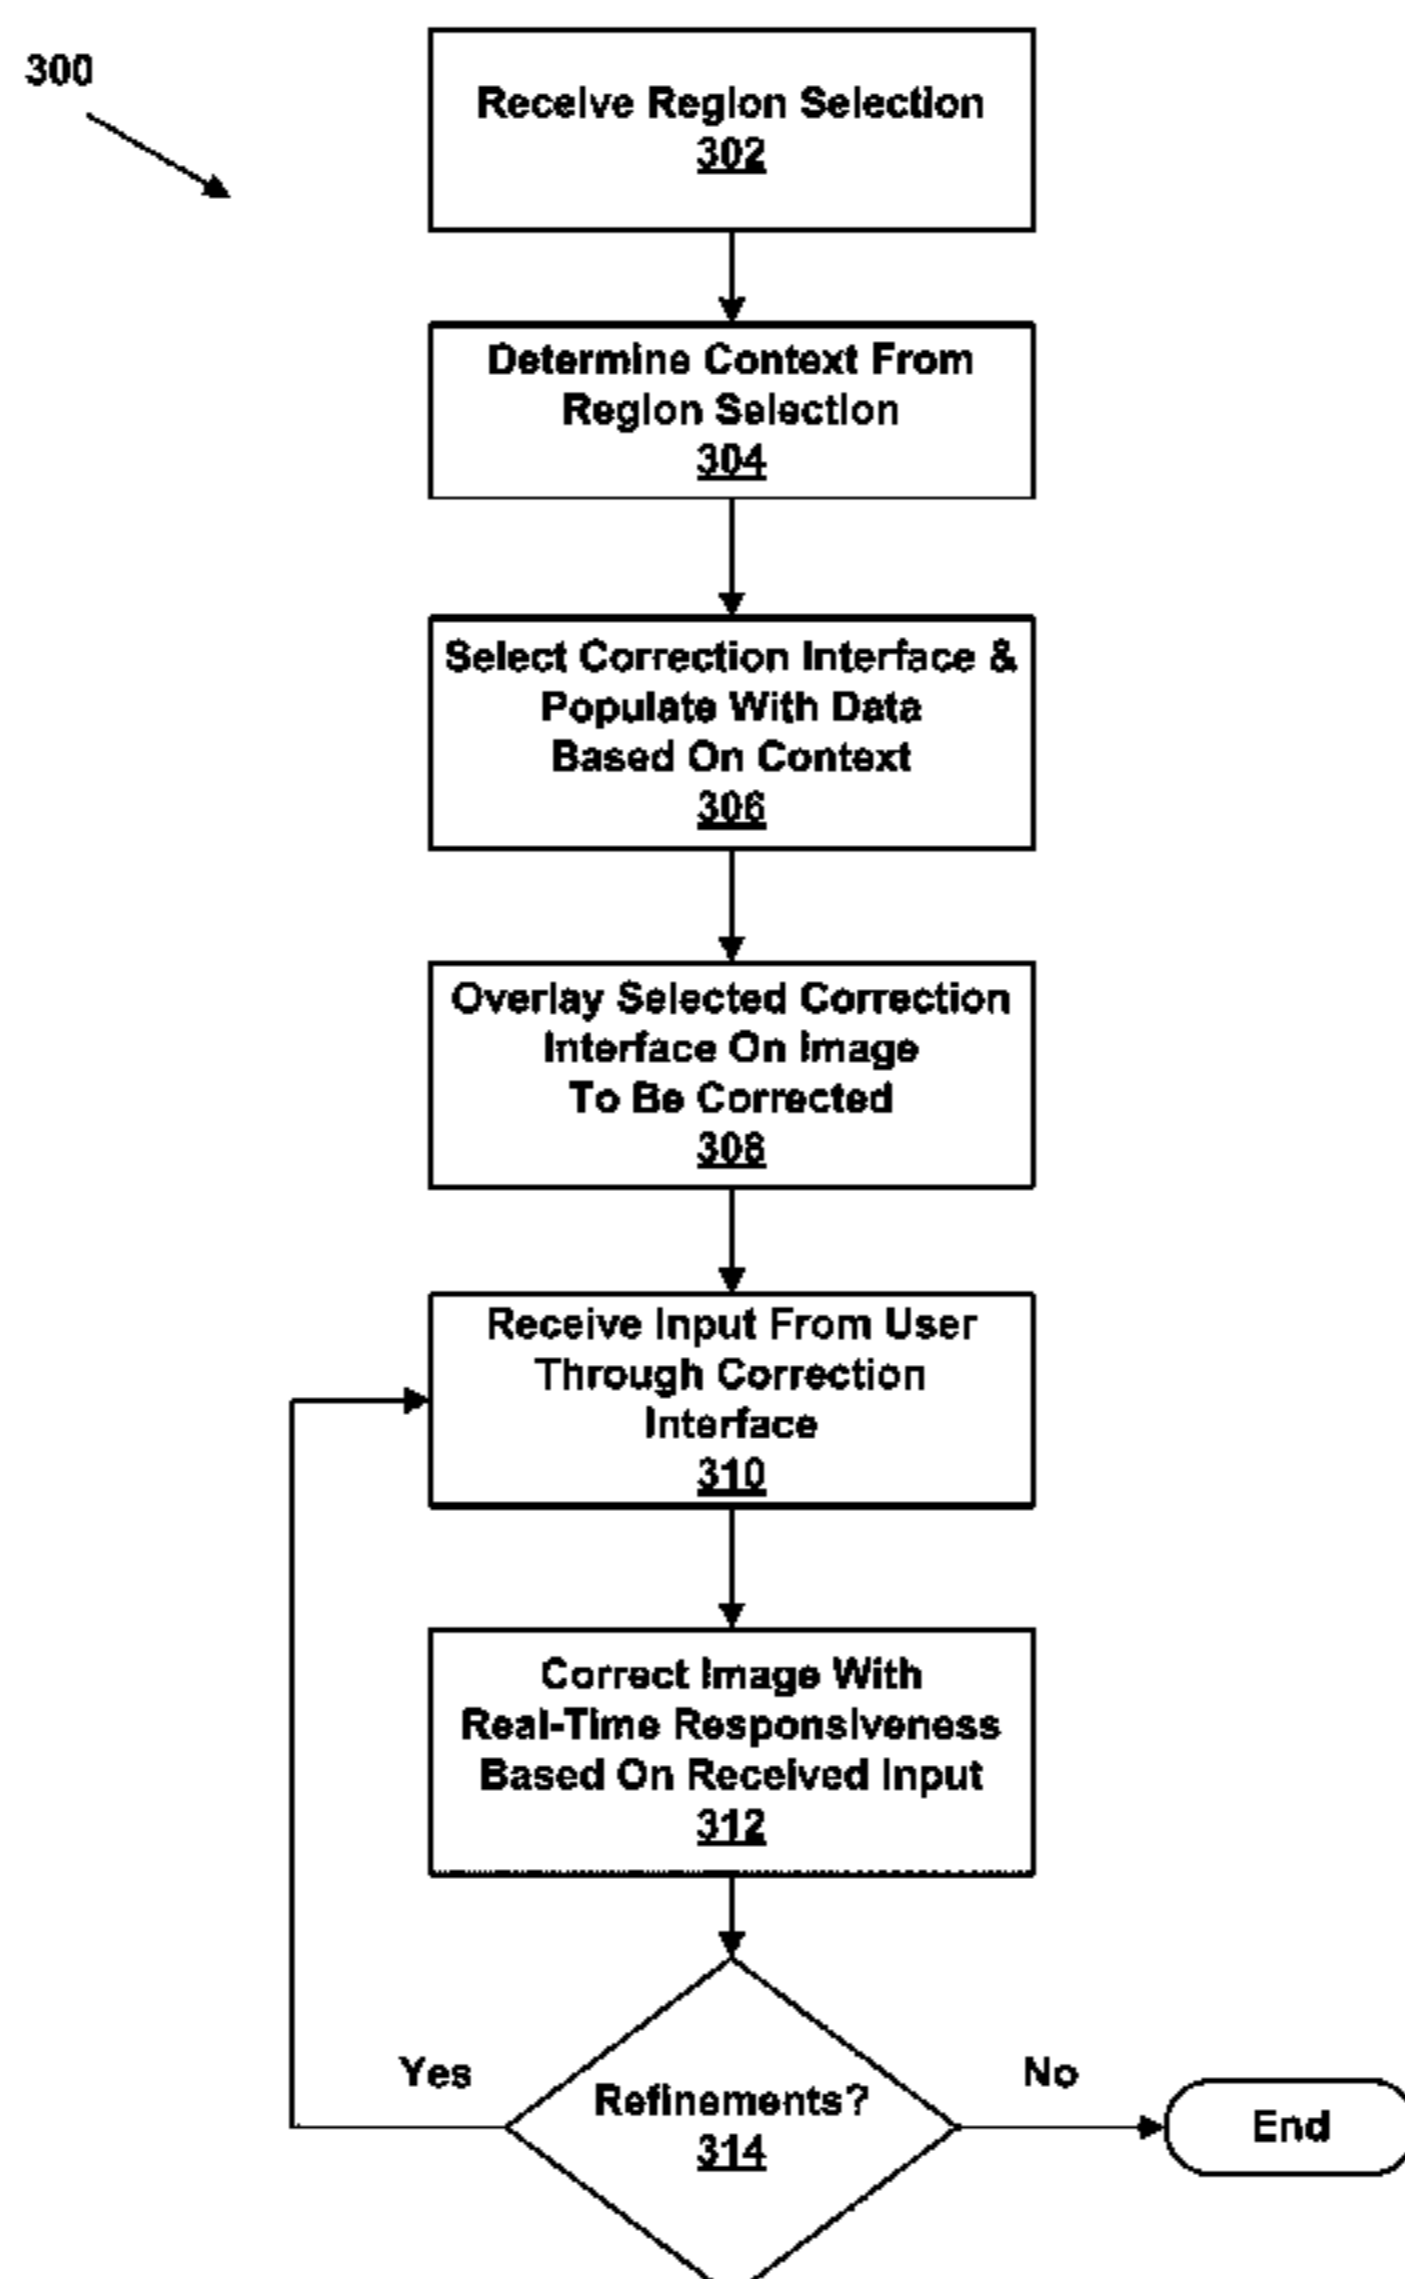 300
Receive Region Selection
302
Determine Context From
Region Selection
304
Select Correction Interface &
Populate With Data
Based On Context
306
Overlay Selected Correction
Interface On Image
To Be Corrected
308
Receive Input From User
Through Correction
Interface
310
Correct Image With
Real-Time Responsiveness
Based On Received Input
312
Yes
Refinements?
314
No
End